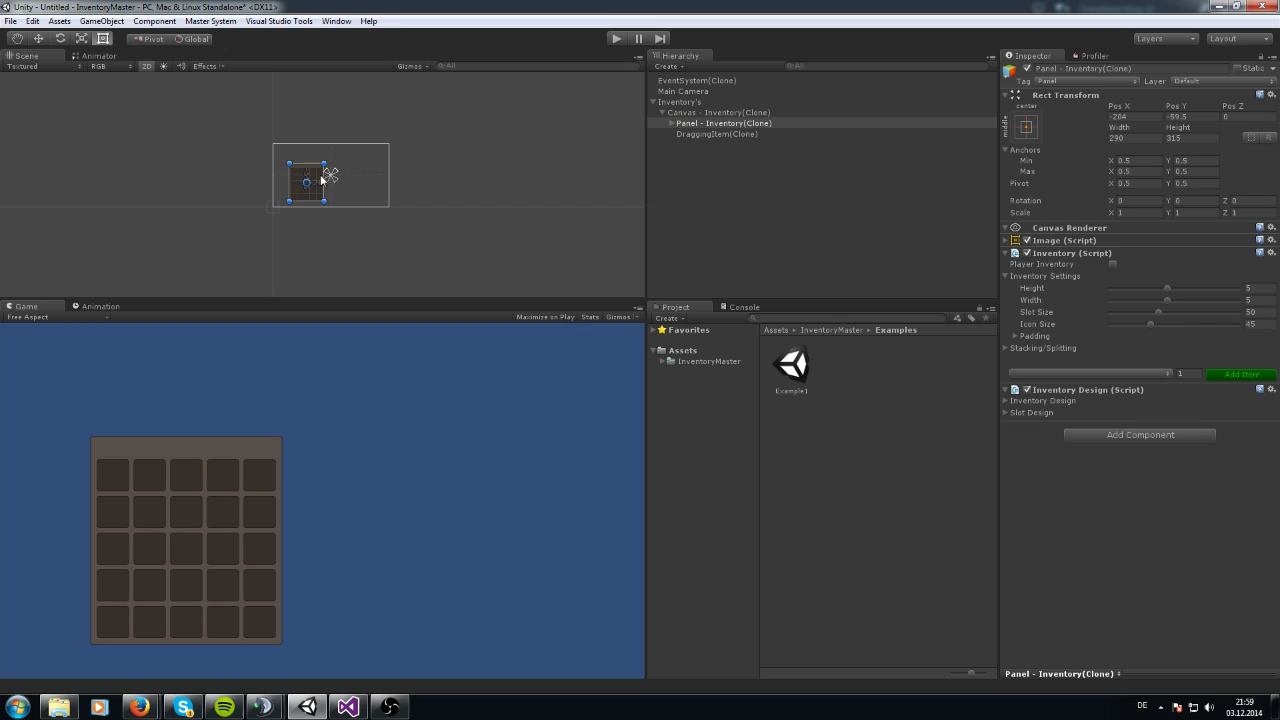 Unity - Untitled - InventoryMaster - PC, Mac & Linux Standalone* <DX11>
File Edit Assets GameObject Component Master System Visual Studio Tools Window Help
Pivot Global Layers Layout
Scene Animator
Textured RGB 2D Effects Gizmos All
Hierarchy
Create All
EventSystem(Clone)
Main Camera
Inventory's
Canvas - Inventory(Clone)
Panel - Inventory(Clone)
DraggingItem(Clone)
Inspector Profiler
Panel - Inventory(Clone) Static
Tag Panel Layer Default
Rect Transform
center Pos X Pos Y Pos Z
middle -204 -59.5 0
Width Height
290 315 R
Anchors
Min X 0.5 Y 0.5
Max X 0.5 Y 0.5
Pivot X 0.5 Y 0.5
Rotation X 0 Y 0 Z 0
Scale X 1 Y 1 Z 1
Canvas Renderer
Image (Script)
Inventory (Script)
Player Inventory
Inventory Settings
Height 5
Width 5
Slot Size 50
Icon Size 45
Padding
Stacking/Splitting
1 Add Item
Inventory Design (Script)
Inventory Design
Slot Design
Add Component
Panel - Inventory(Clone)
Game Animation
Free Aspect Maximize on Play Stats Gizmos
Project Console
Create
Favorites
Assets
InventoryMaster
Assets InventoryMaster Examples
Example1
DE 21:59
03.12.2014